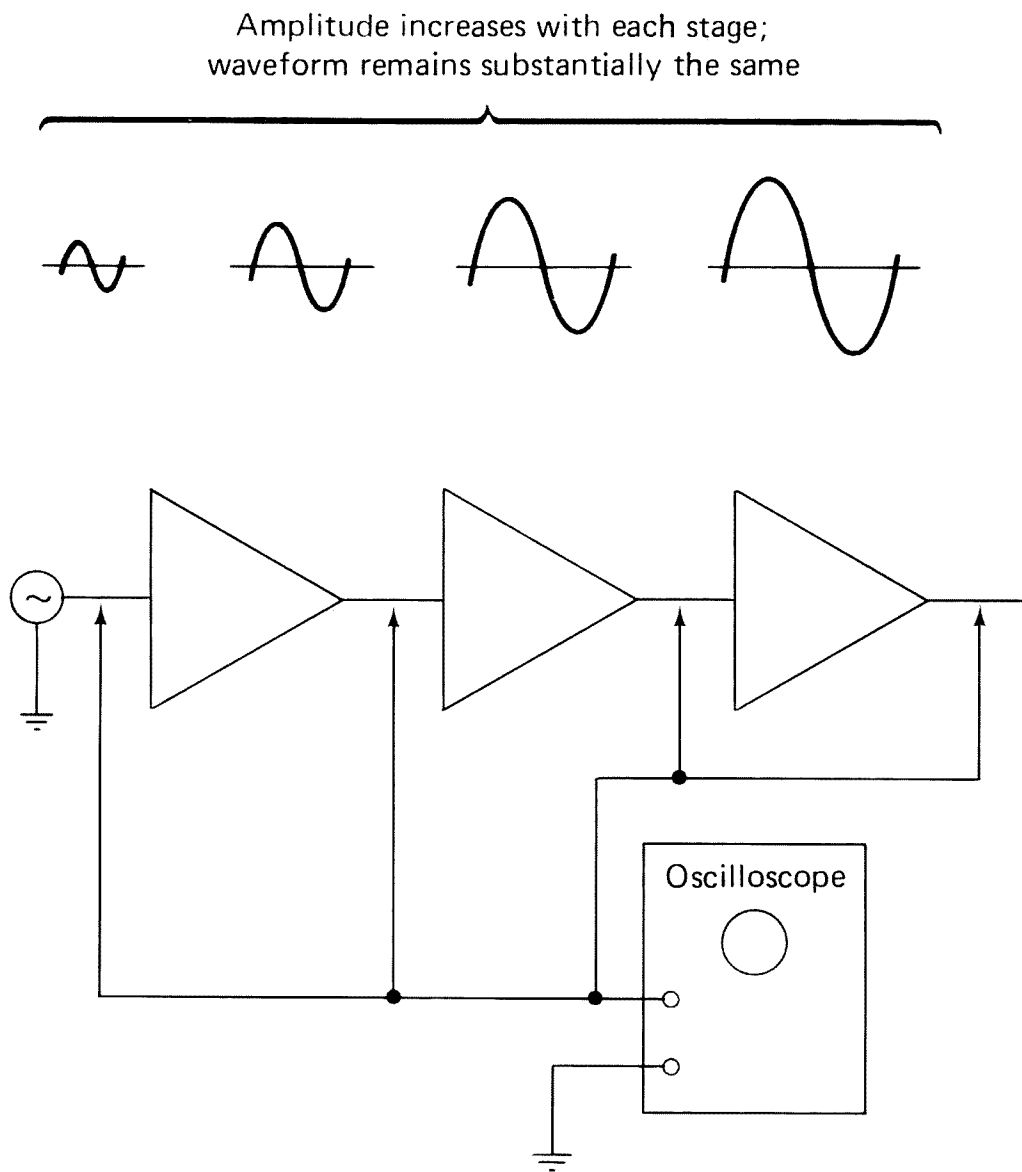 Amplitude increases with each stage;
waveform remains substantially the same
Oscilloscope